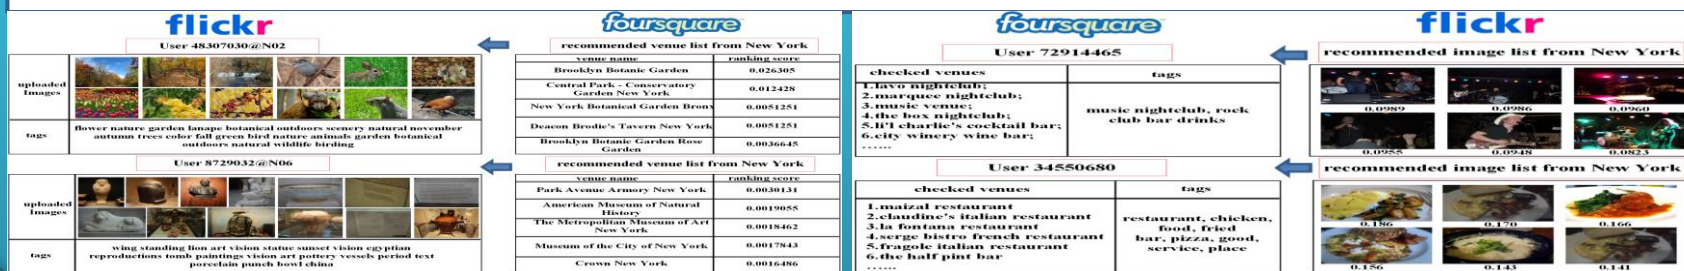 flickr
User 48307030@N02
uploaded
Images
tags
flower nature garden lanape botanical outdoors scenery natural november
autumn trees color fall green bird nature animals garden botanical
outdoors natural wildlife birding
User 8729032@N06
uploaded
Images
tags
wing standing lion art vision statue sunset vision egyptian
reproductions tomb paintings vision art pottery vessels period text
porcelain punch bowl china
foursquare
recommended venue list from New York
venue name ranking score
Brooklyn Botanic Garden 0.026305
Central Park - Conservatory
Garden New York 0.012428
New York Botanical Garden Bronx 0.0051251
Deacon Brodie's Tavern New York 0.0051251
Brooklyn Botanic Garden Rose
Garden 0.0036645
recommended venue list from New York
venue name ranking score
Park Avenue Armory New York 0.0030131
American Museum of Natural
History 0.0019055
The Metropolitan Museum of Art
New York 0.0018462
Museum of the City of New York 0.0017843
Crown New York 0.0016486
foursquare
User 72914465
checked venues tags
1.lavo nightclub;
2.marquee nightclub;
3.music venue;
4.the box nightclub;
5.li'l charlie's cocktail bar;
6.city winery wine bar;
......
music nightclub, rock
club bar drinks
User 34550680
checked venues tags
1.maizal restaurant
2.claudine's italian restaurant
3.la fontana restaurant
4.serge bistro french restaurant
5.fragole italian restaurant
6.the half pint bar
......
restaurant, chicken,
food, fried
bar, pizza, good,
service, place
flickr
recommended image list from New York
0.0989 0.0986 0.0960
0.0955 0.0948 0.0823
recommended image list from New York
0.186 0.170 0.166
0.156 0.143 0.141